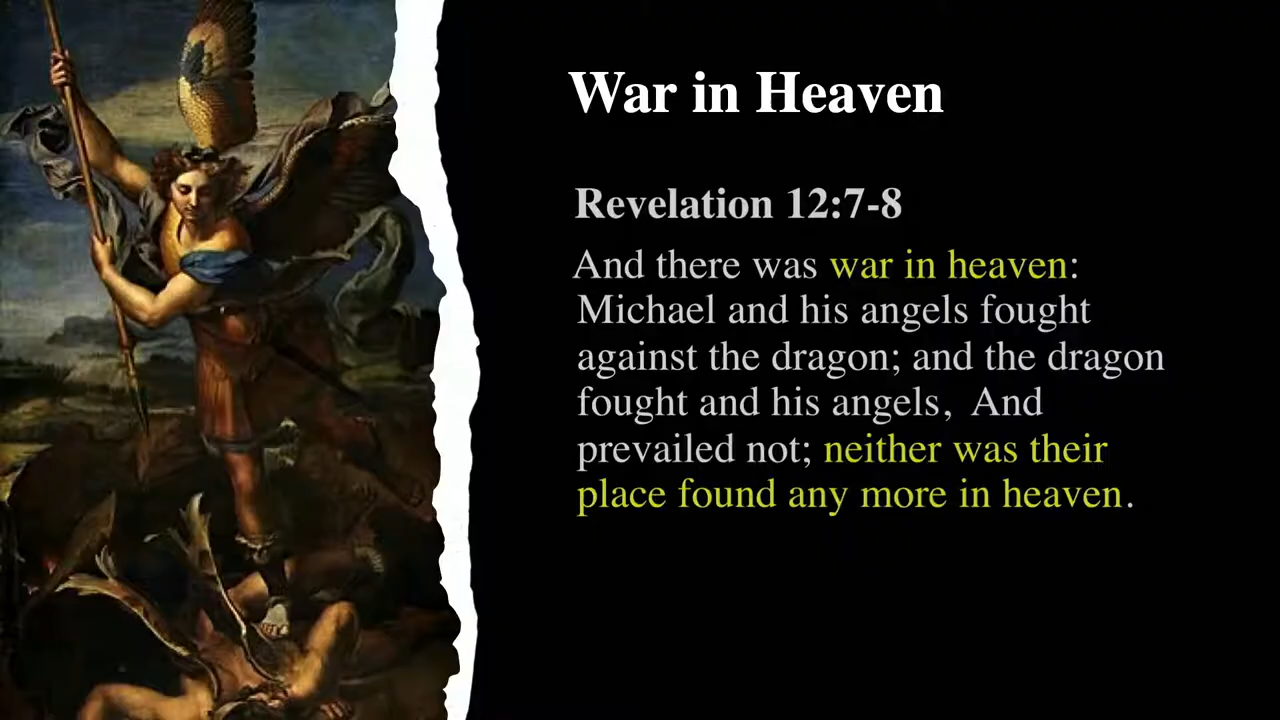 War in Heaven
Revelation 12:7-8
And there was war in heaven:
Michael and his angels fought
against the dragon; and the dragon
fought and his angels, And
prevailed not; neither was their
place found any more in heaven.